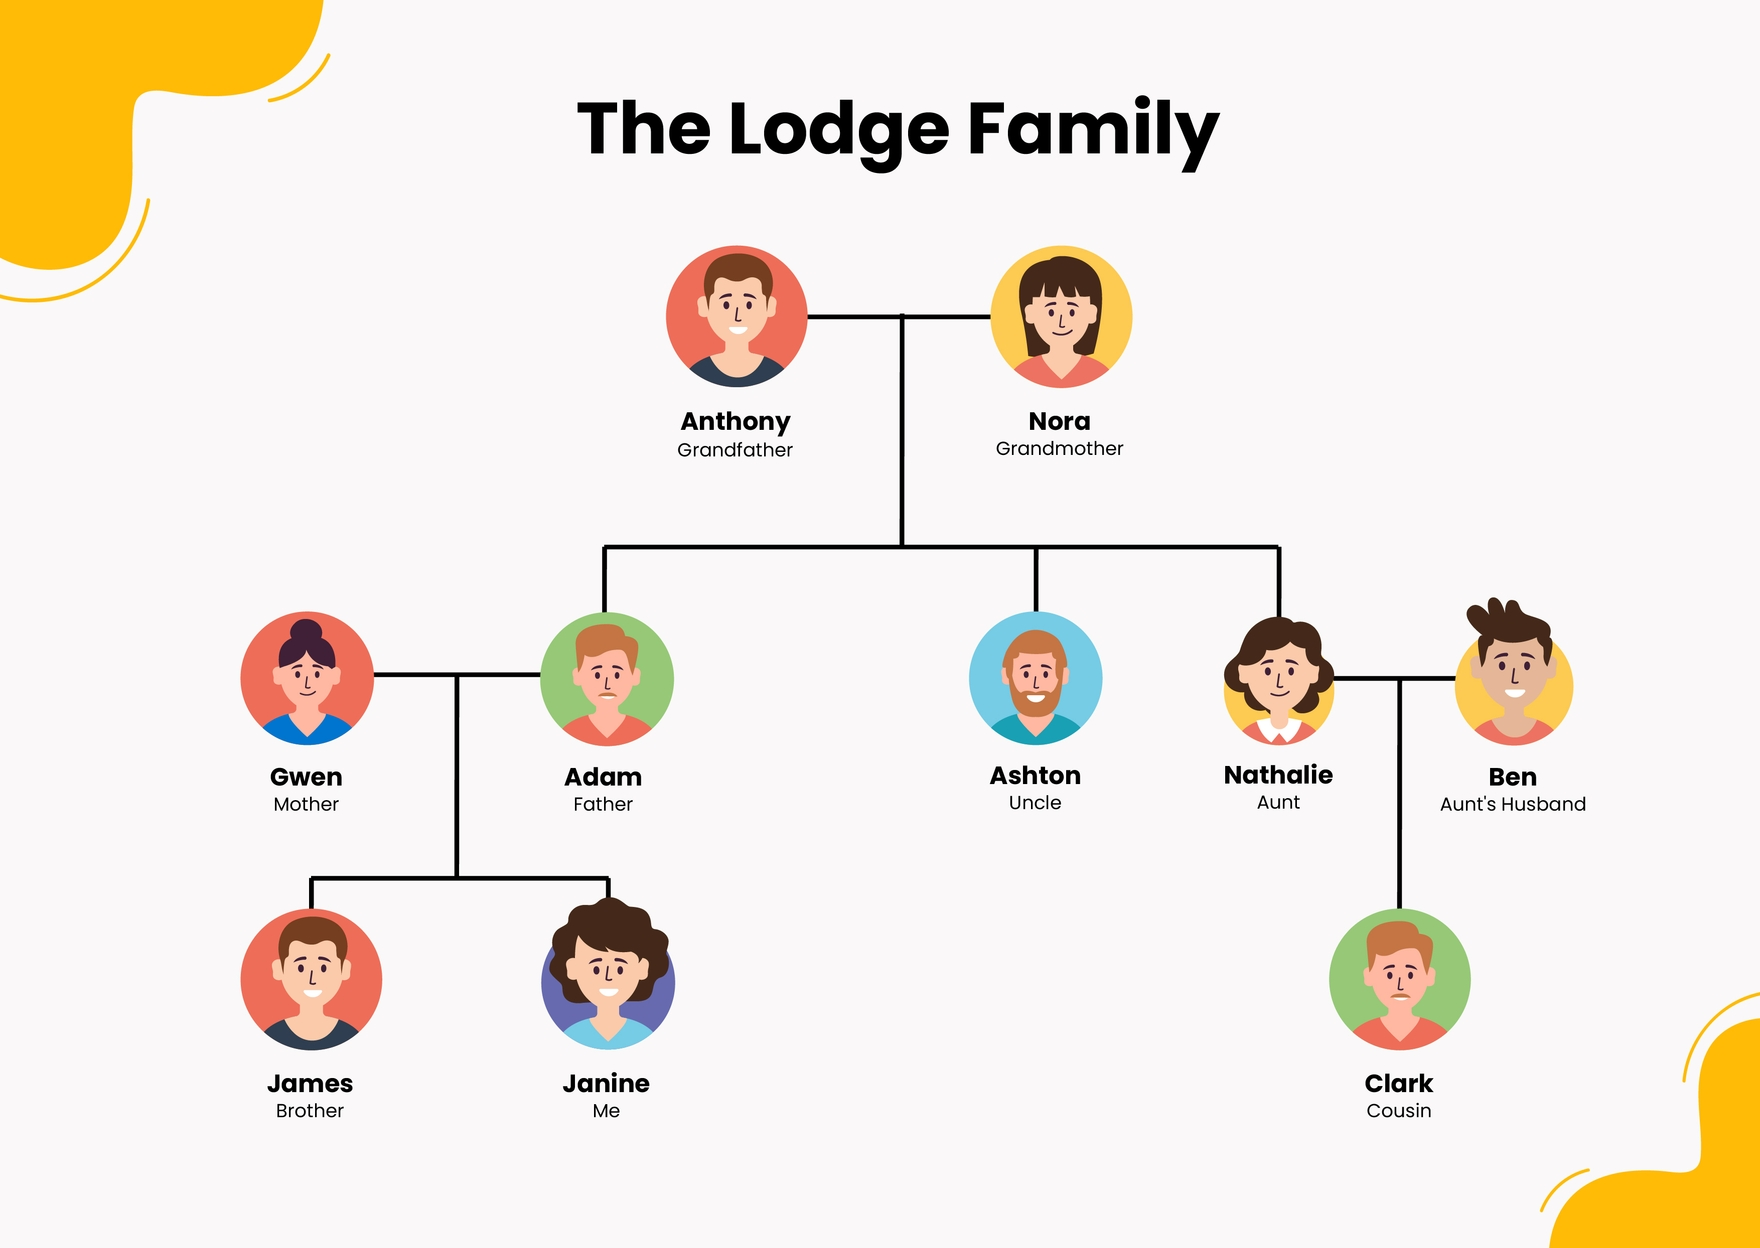 The Lodge Family
Anthony
Grandfather
Nora
Grandmother
Gwen
Mother
Adam
Father
Ashton
Uncle
Nathalie
Aunt
Ben
Aunt's Husband
James
Brother
Janine
Me
Clark
Cousin